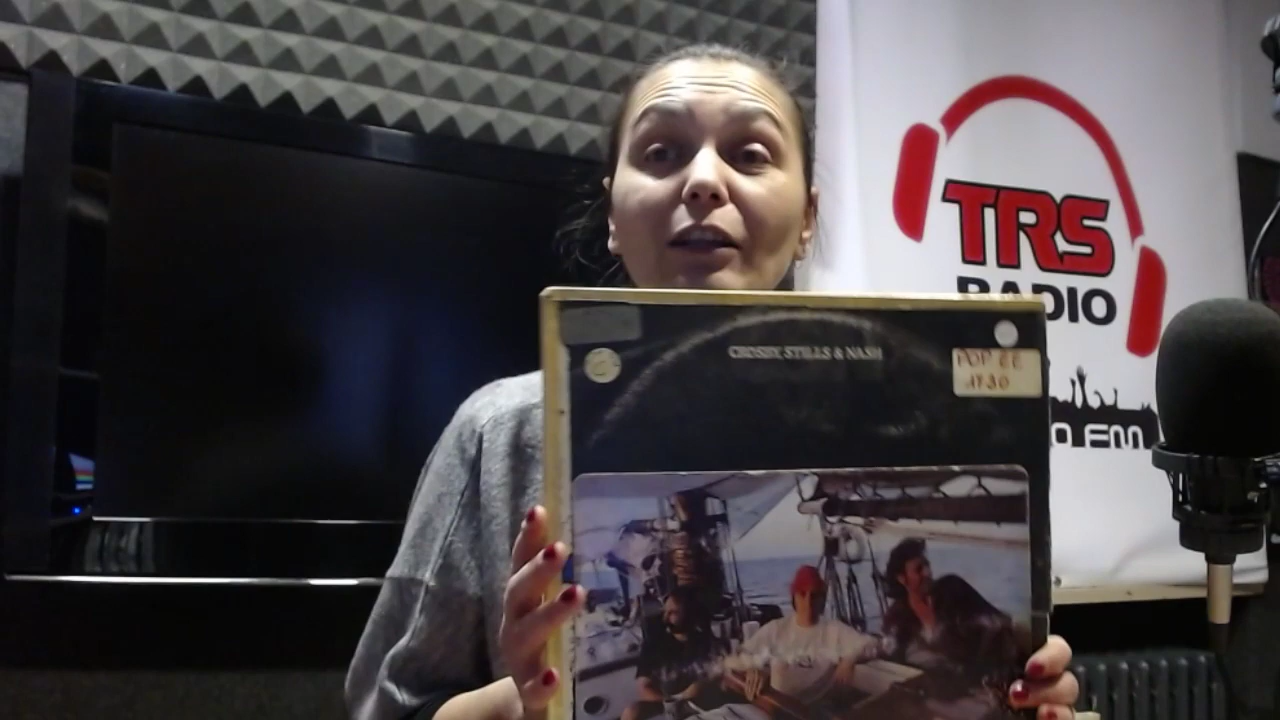 TRS
RADIO
O FM
CROSBY, STILLS & NASH
POP EE
1730